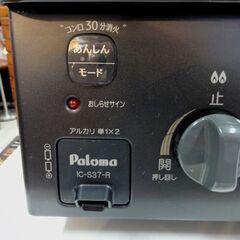 コンロ30分消火
あんしん
モード
おしらせサイン
アルカリ 単1×2
Paloma
IC-S37-R
止
開
押し回し